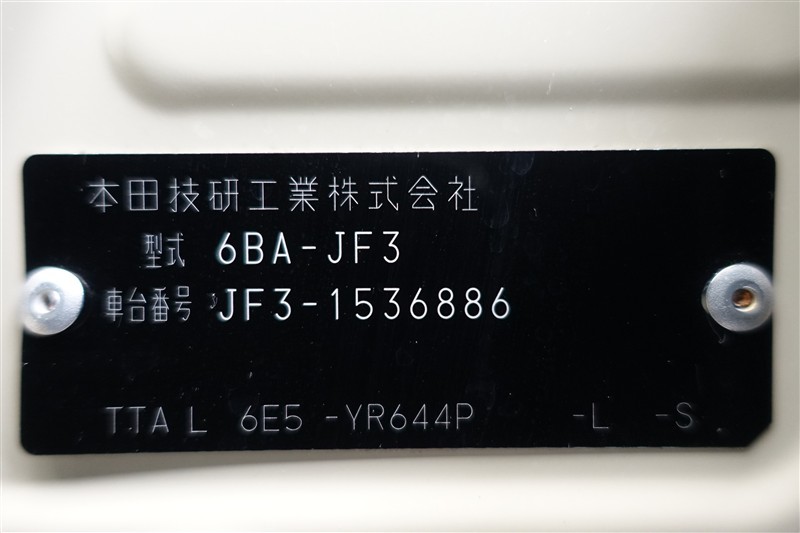 本田技研工業株式会社
型式 6BA-JF3
車台番号 JF3-1536886
TTA L 6E5 -YR644P -L -S